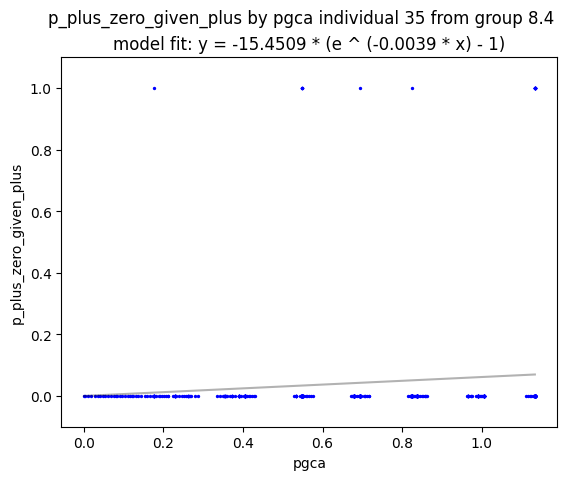 p_plus_zero_given_plus by pgca individual 35 from group 8.4
model fit: y = -15.4509 * (e ^ (-0.0039 * x) - 1)
1.0
0.8
0.6
0.4
0.2
0.0
p_plus_zero_given_plus
0.0 0.2 0.4 0.6 0.8 1.0
pgca